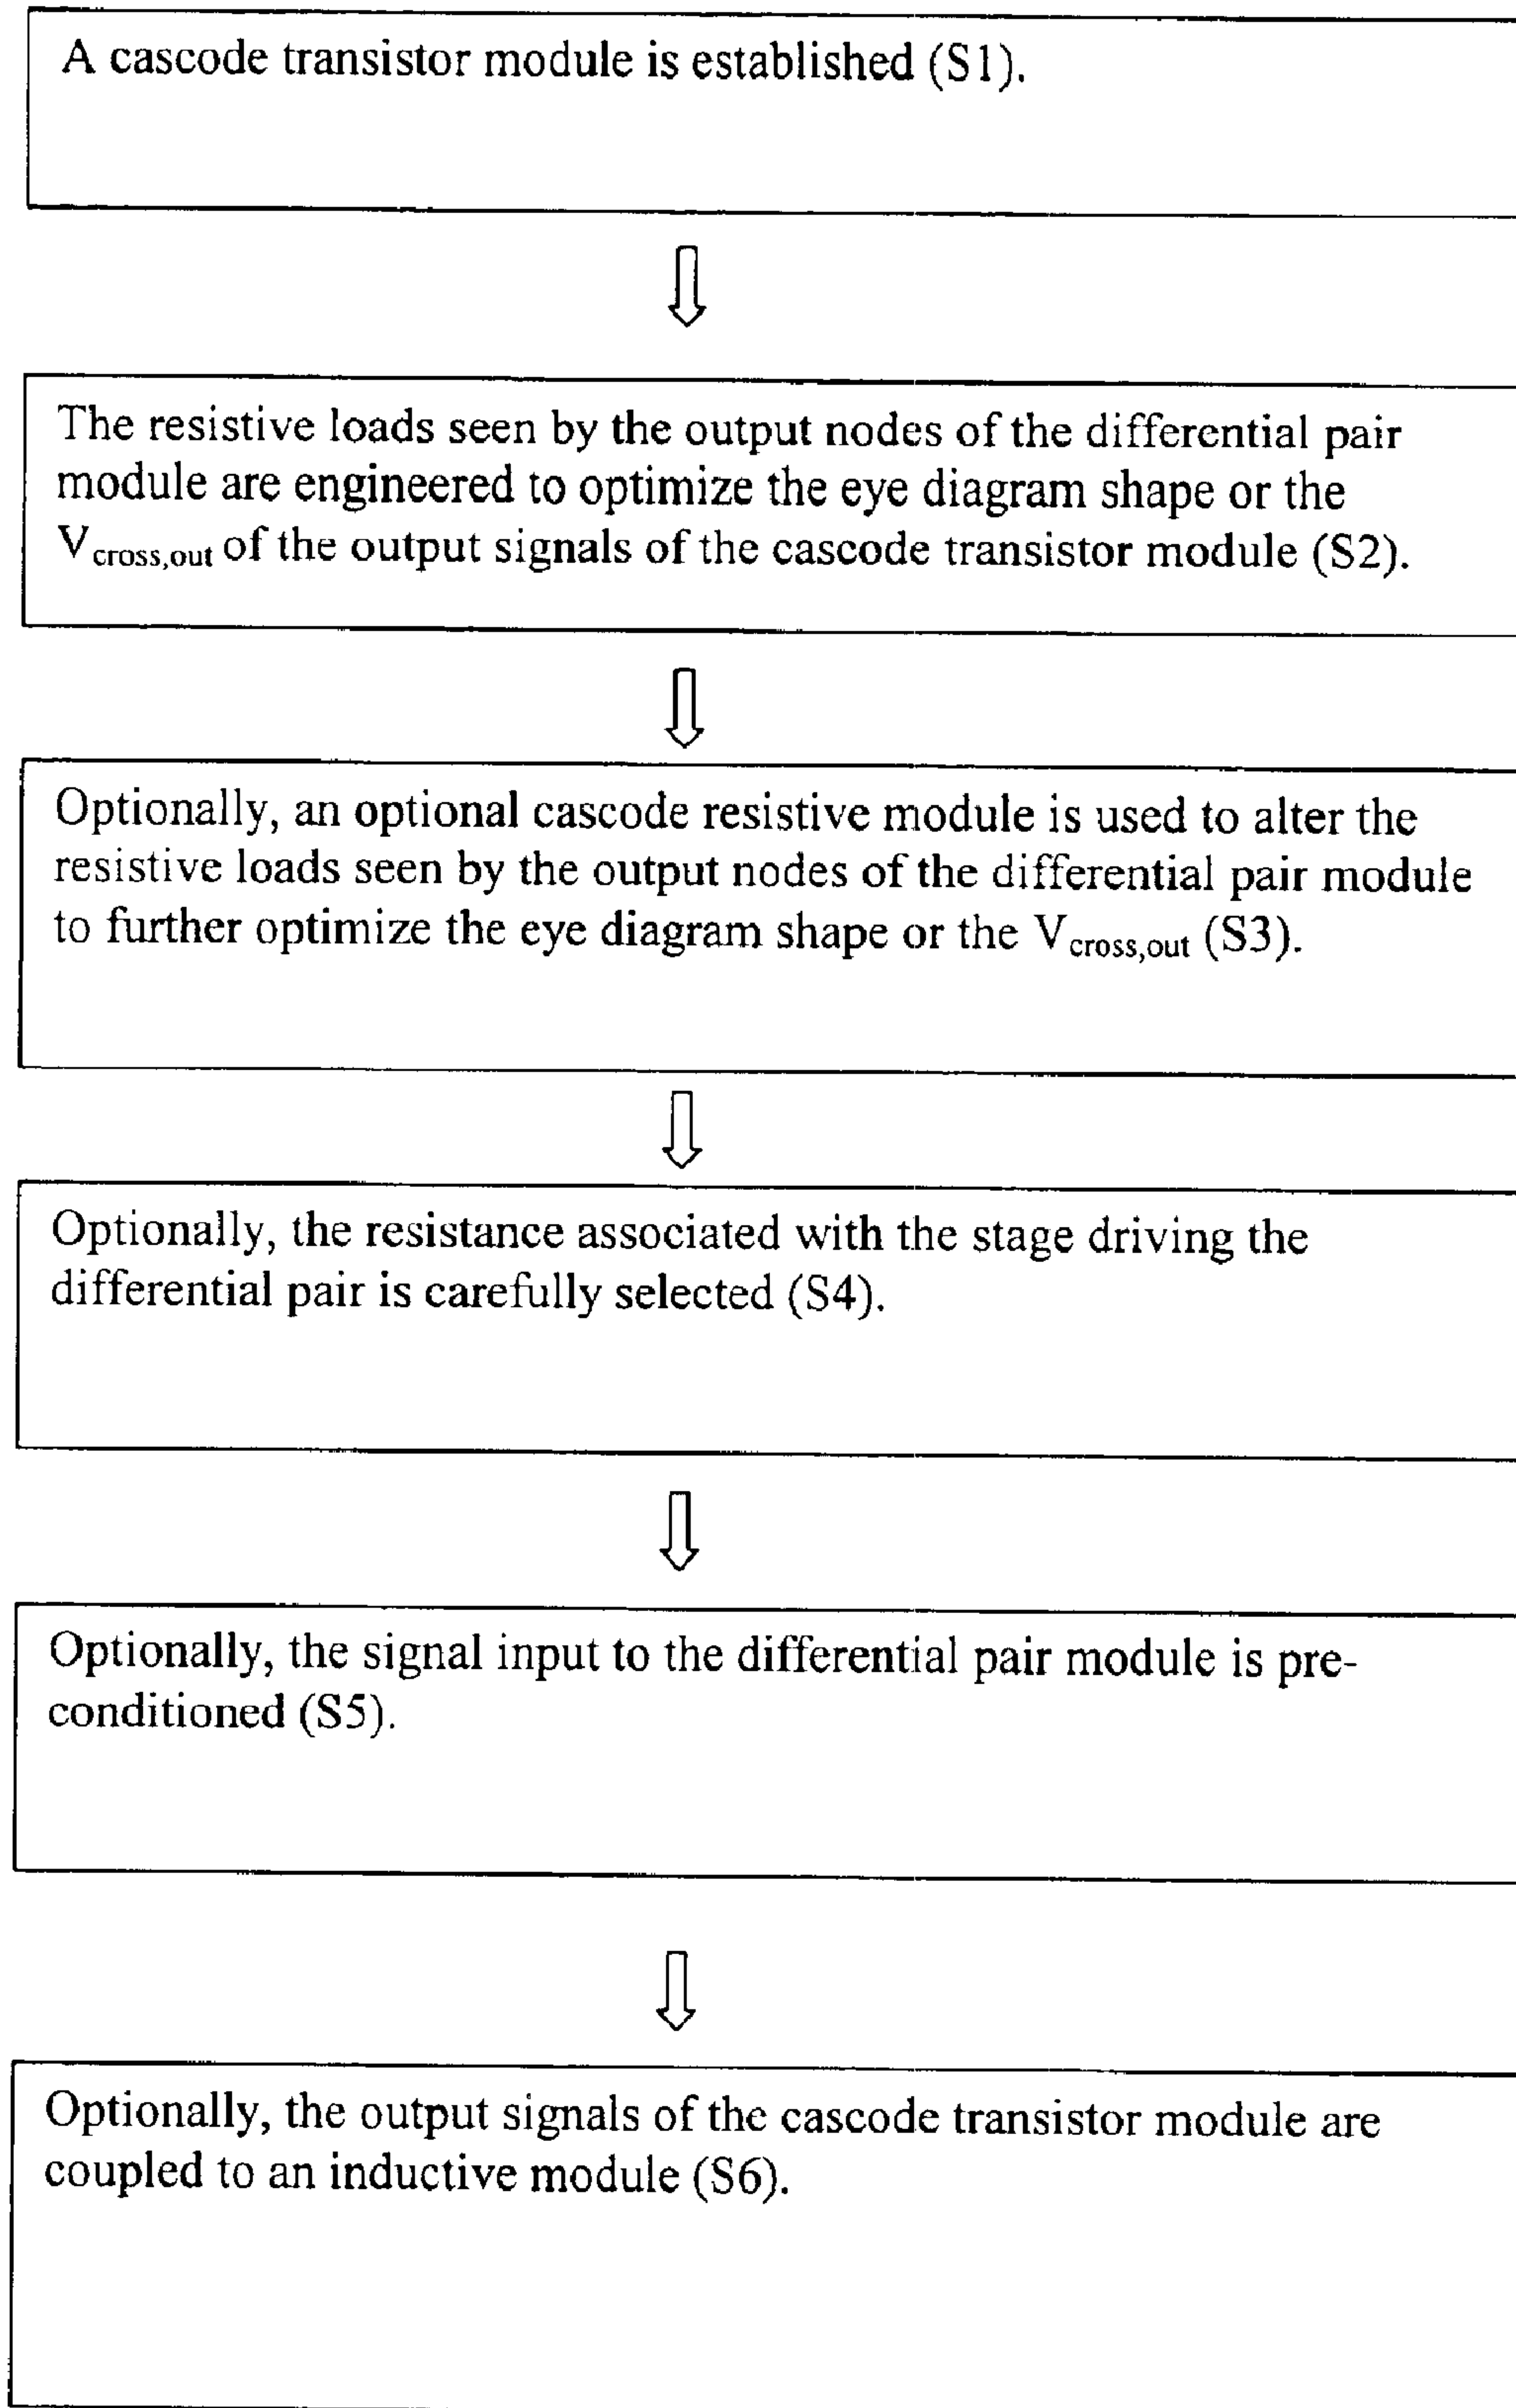 A cascode transistor module is established (S1).
The resistive loads seen by the output nodes of the differential pair
module are engineered to optimize the eye diagram shape or the
Vcross,out of the output signals of the cascode transistor module (S2).
Optionally, an optional cascode resistive module is used to alter the
resistive loads seen by the output nodes of the differential pair module
to further optimize the eye diagram shape or the Vcross,out (S3).
Optionally, the resistance associated with the stage driving the
differential pair is carefully selected (S4).
Optionally, the signal input to the differential pair module is pre-
conditioned (S5).
Optionally, the output signals of the cascode transistor module are
coupled to an inductive module (S6).